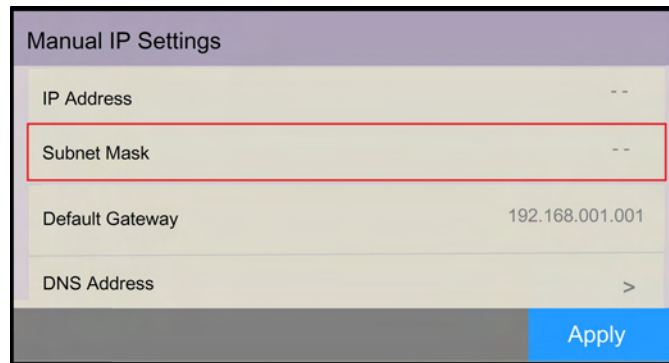 Manual IP Settings
IP Address - -
Subnet Mask - -
Default Gateway 192.168.001.001
DNS Address >
Apply